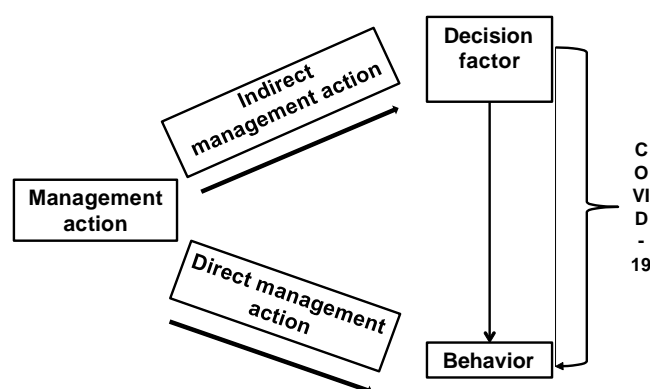 Decision
factor
Indirect
management action
Management
action
Direct management
action
Behavior
C
O
VI
D
-
19